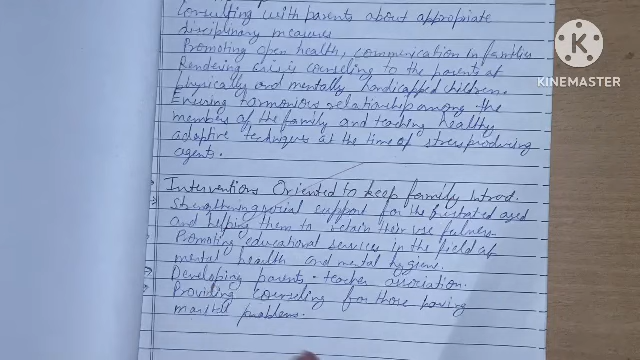 Consulting with parents about appropriate
disciplinary measures
Promoting open health, communication in families
Rendering crisis counseling to the parents of
physically and mentally, handicapped children.
Ensuring harmonious relationship among the
members of the family and teaching healthy
adaptive techniques at the time of stress producing
agents.
Interventions Oriented to keep family
strengthening social support for the frustrated aged
and helping them to retain their usefulness
Promoting educational services in the field of
mental health and mental hygiene.
Developing parents - teacher association.
Providing counseling for those having
marital problems.
K
KINEMASTER